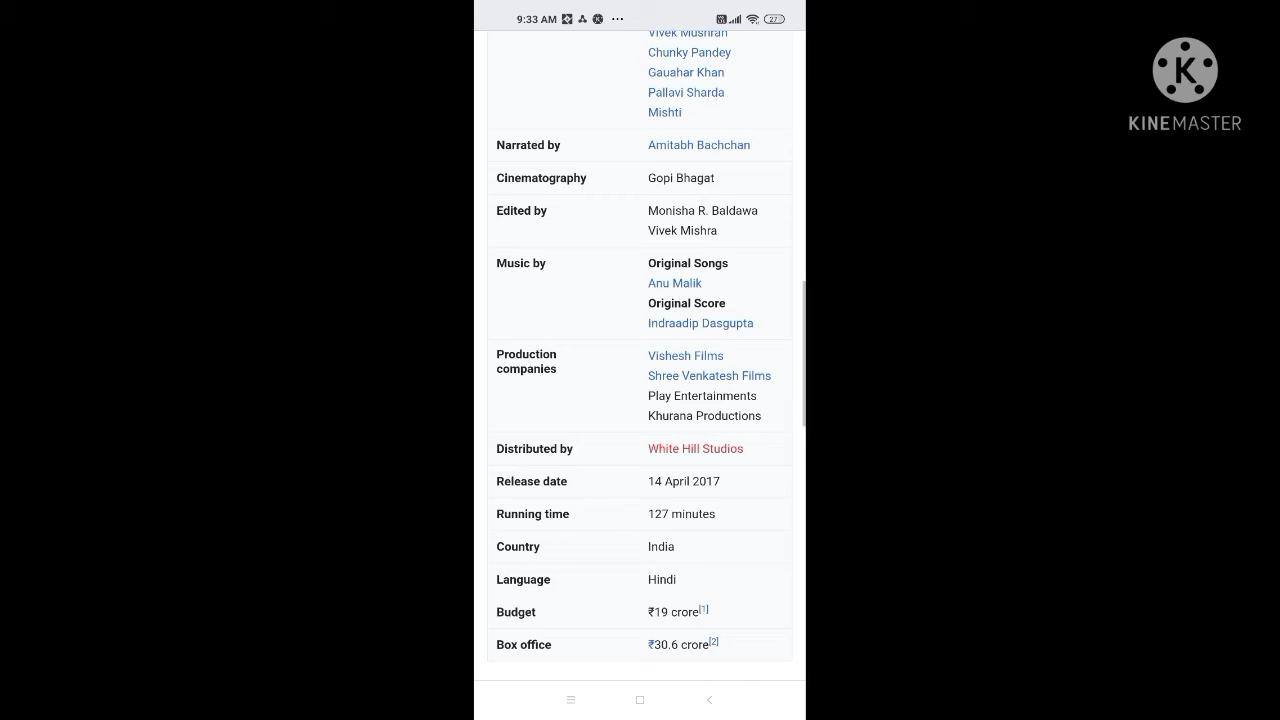 9:33 AM
27
Vivek Mushran
Chunky Pandey
Gauahar Khan
Pallavi Sharda
Mishti
Narrated by Amitabh Bachchan
Cinematography Gopi Bhagat
Edited by Monisha R. Baldawa
Vivek Mishra
Music by Original Songs
Anu Malik
Original Score
Indraadip Dasgupta
Production companies Vishesh Films
Shree Venkatesh Films
Play Entertainments
Khurana Productions
Distributed by White Hill Studios
Release date 14 April 2017
Running time 127 minutes
Country India
Language Hindi
Budget ₹19 crore[1]
Box office ₹30.6 crore[2]
K
KINEMASTER